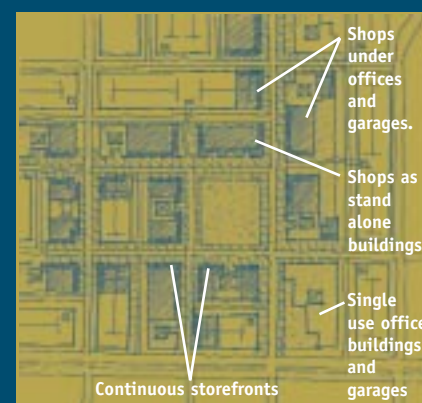 Shops
under
offices
and
garages.
Shops as
stand
alone
buildings
Single
use office
buildings
and
garages
Continuous storefronts